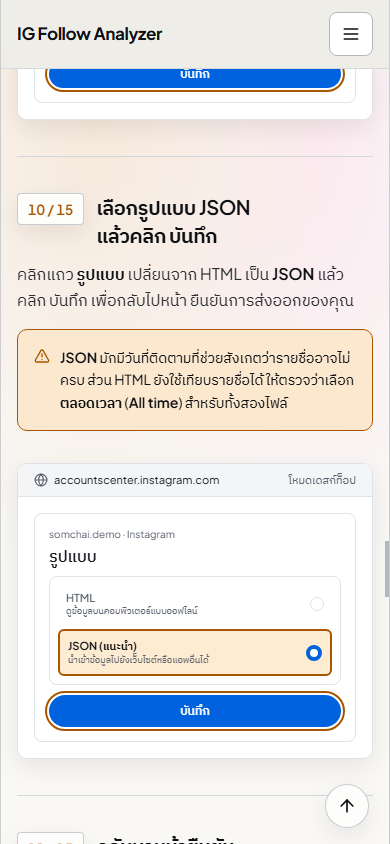 IG Follow Analyzer
บันทึก
10 / 15
เลือกรูปแบบ JSON
แล้วคลิก บันทึก
คลิกแถว รูปแบบ เปลี่ยนจาก HTML เป็น JSON แล้ว
คลิก บันทึก เพื่อกลับไปหน้า ยืนยันการส่งออกของคุณ
JSON มักมีวันที่ติดตามที่ช่วยสังเกตว่ารายชื่ออาจไม่
ครบ ส่วน HTML ยังใช้เทียบรายชื่อได้ ให้ตรวจว่าเลือก
ตลอดเวลา (All time) สำหรับทั้งสองไฟล์
accountscenter.instagram.com
โหมดเดสก์ท็อป
somchai.demo · Instagram
รูปแบบ
HTML
ดูข้อมูลบนคอมพิวเตอร์แบบออฟไลน์
JSON (แนะนำ)
นำเข้าข้อมูลไปยังเว็บไซต์หรือแอพอื่นได้
บันทึก